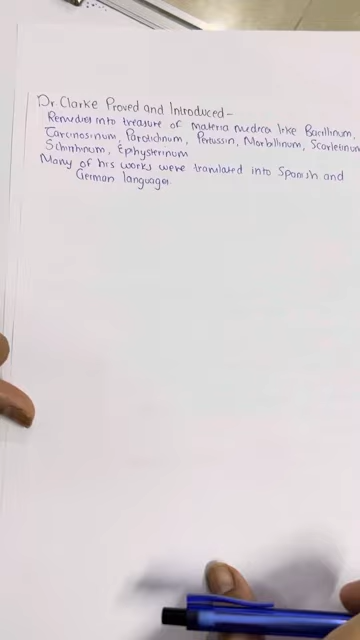 Dr. Clarke Proved and Introduced-
Remedies into treasure of materia medica like Bacillinum,
Carcinosinum, Parotidinum, Pertussin, Morbillinum, Scarletinum
Schirrhinum, Ephysterinum
Many of his works were translated into Spanish and
German languages.